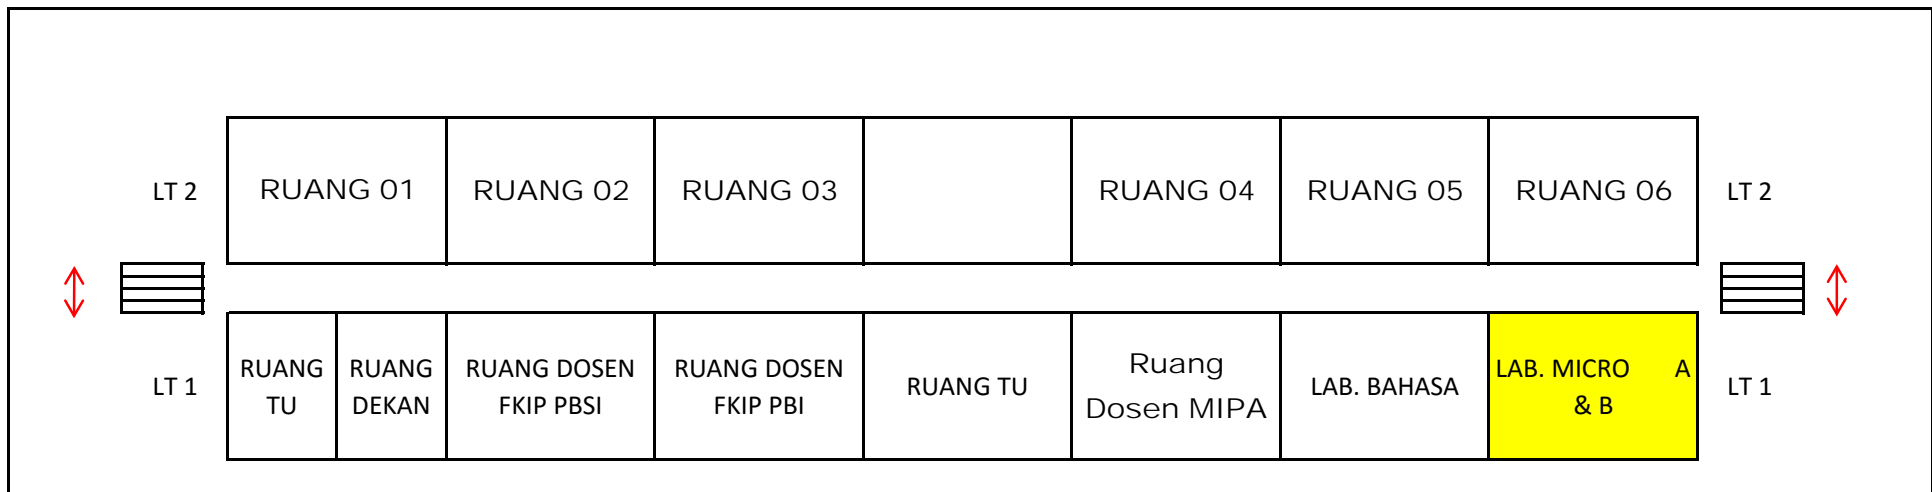 LT 2 RUANG 01 RUANG 02 RUANG 03 RUANG 04 RUANG 05 RUANG 06 LT 2
LT 1
RUANG
TU
RUANG
DEKAN
RUANG DOSEN
FKIP PBSI
RUANG DOSEN
FKIP PBI
RUANG TU
Ruang
Dosen MIPA
LAB. BAHASA
LAB. MICRO A
& B
LT 1